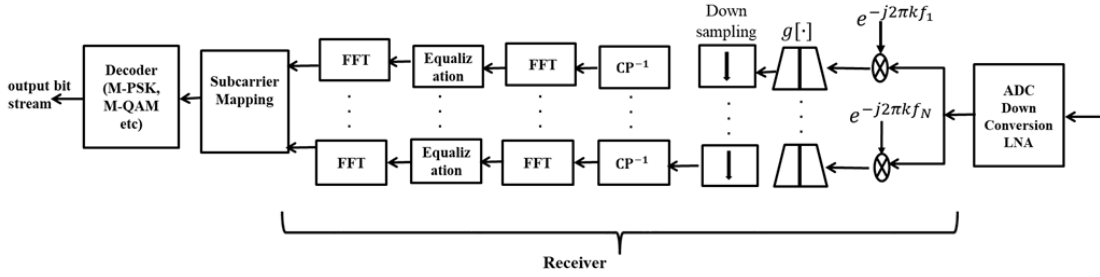 Down
sampling
g[·]
e^{-j2πkf_1}
output bit
stream
Decoder
(M-PSK,
M-QAM
etc)
Subcarrier
Mapping
FFT
Equaliz
ation
FFT
CP⁻¹
ADC
Down
Conversion
LNA
e^{-j2πkf_N}
FFT
Equaliz
ation
FFT
CP⁻¹
Receiver